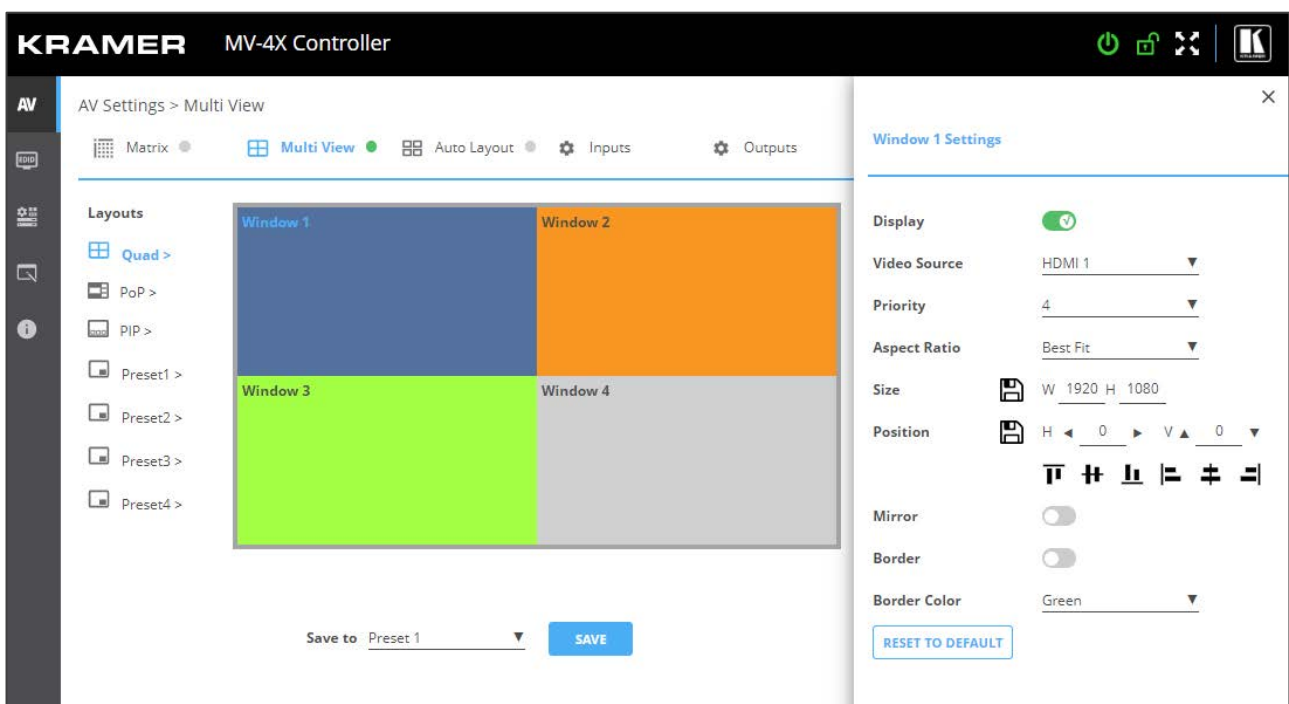 KRAMER MV-4X Controller
AV
AV Settings > Multi View
Matrix Multi View Auto Layout Inputs Outputs
EDID
Layouts
Quad >
PoP >
PIP >
Preset1 >
Preset2 >
Preset3 >
Preset4 >
Window 1 Window 2
Window 3 Window 4
Save to Preset 1 SAVE
Window 1 Settings
Display
Video Source HDMI 1
Priority 4
Aspect Ratio Best Fit
Size W 1920 H 1080
Position H 0 V 0
Mirror
Border
Border Color Green
RESET TO DEFAULT